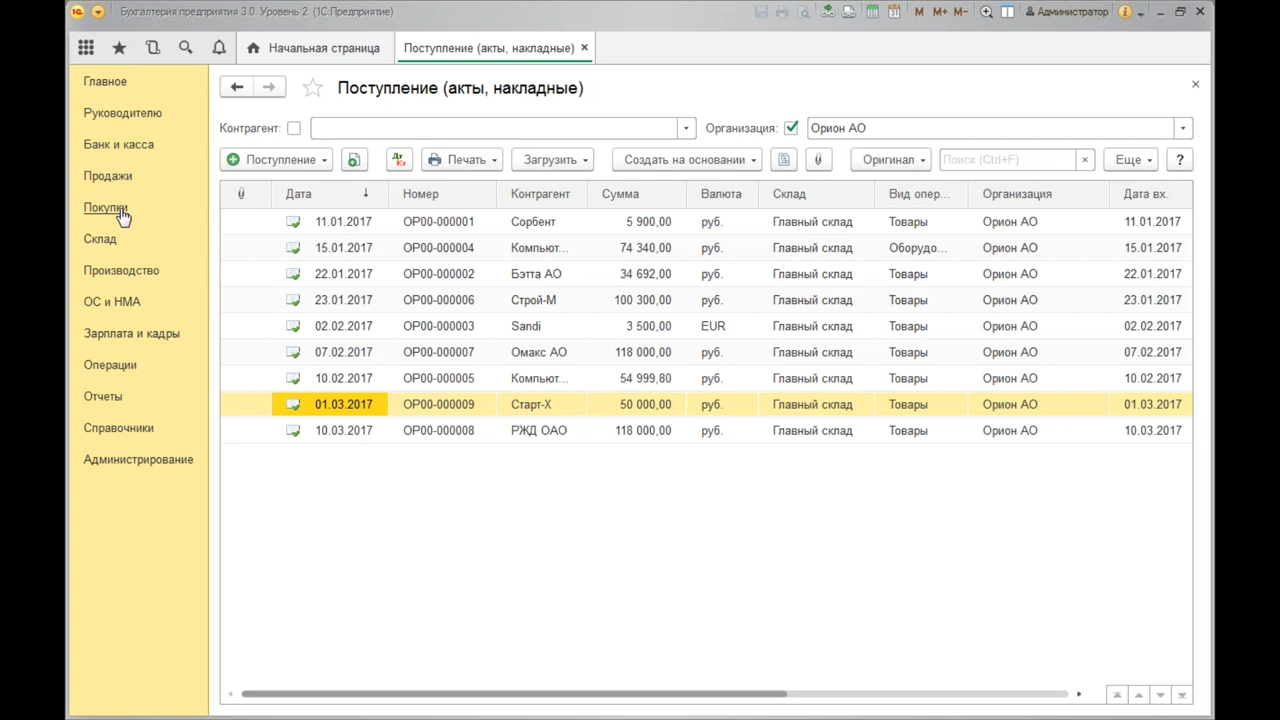 Бухгалтерия предприятия 3.0. Уровень 2 (1С:Предприятие)
M M+ M- Администратор
Начальная страница Поступление (акты, накладные) ×
Главное
Руководителю
Банк и касса
Продажи
Покупки
Склад
Производство
ОС и НМА
Зарплата и кадры
Операции
Отчеты
Справочники
Администрирование
Поступление (акты, накладные)
Контрагент: Организация: Орион АО
Поступление Дт Кт Печать Загрузить Создать на основании Оригинал Поиск (Ctrl+F) × Еще ?
Дата ↓ Номер Контрагент Сумма Валюта Склад Вид опер... Организация Дата вх.
11.01.2017 ОР00-000001 Сорбент 5 900,00 руб. Главный склад Товары Орион АО 11.01.2017
15.01.2017 ОР00-000004 Компьют... 74 340,00 руб. Главный склад Оборудо... Орион АО 15.01.2017
22.01.2017 ОР00-000002 Бэтта АО 34 692,00 руб. Главный склад Товары Орион АО 22.01.2017
23.01.2017 ОР00-000006 Строй-М 100 300,00 руб. Главный склад Товары Орион АО 23.01.2017
02.02.2017 ОР00-000003 Sandi 3 500,00 EUR Главный склад Товары Орион АО 02.02.2017
07.02.2017 ОР00-000007 Омакс АО 118 000,00 руб. Главный склад Товары Орион АО 07.02.2017
10.02.2017 ОР00-000005 Компьют... 54 999,80 руб. Главный склад Товары Орион АО 10.02.2017
01.03.2017 ОР00-000009 Старт-Х 50 000,00 руб. Главный склад Товары Орион АО 01.03.2017
10.03.2017 ОР00-000008 РЖД ОАО 118 000,00 руб. Главный склад Товары Орион АО 10.03.2017